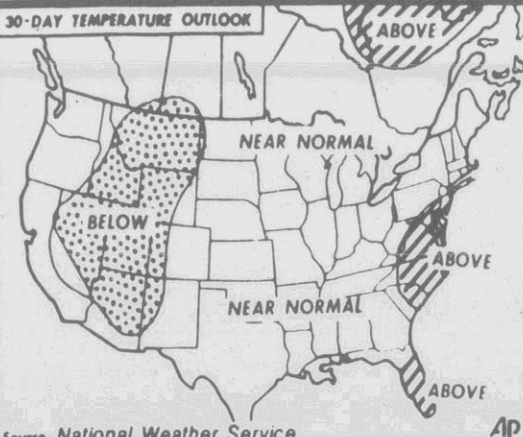 30-DAY TEMPERATURE OUTLOOK
ABOVE
NEAR NORMAL
BELOW
ABOVE
NEAR NORMAL
ABOVE
Source National Weather Service
AP